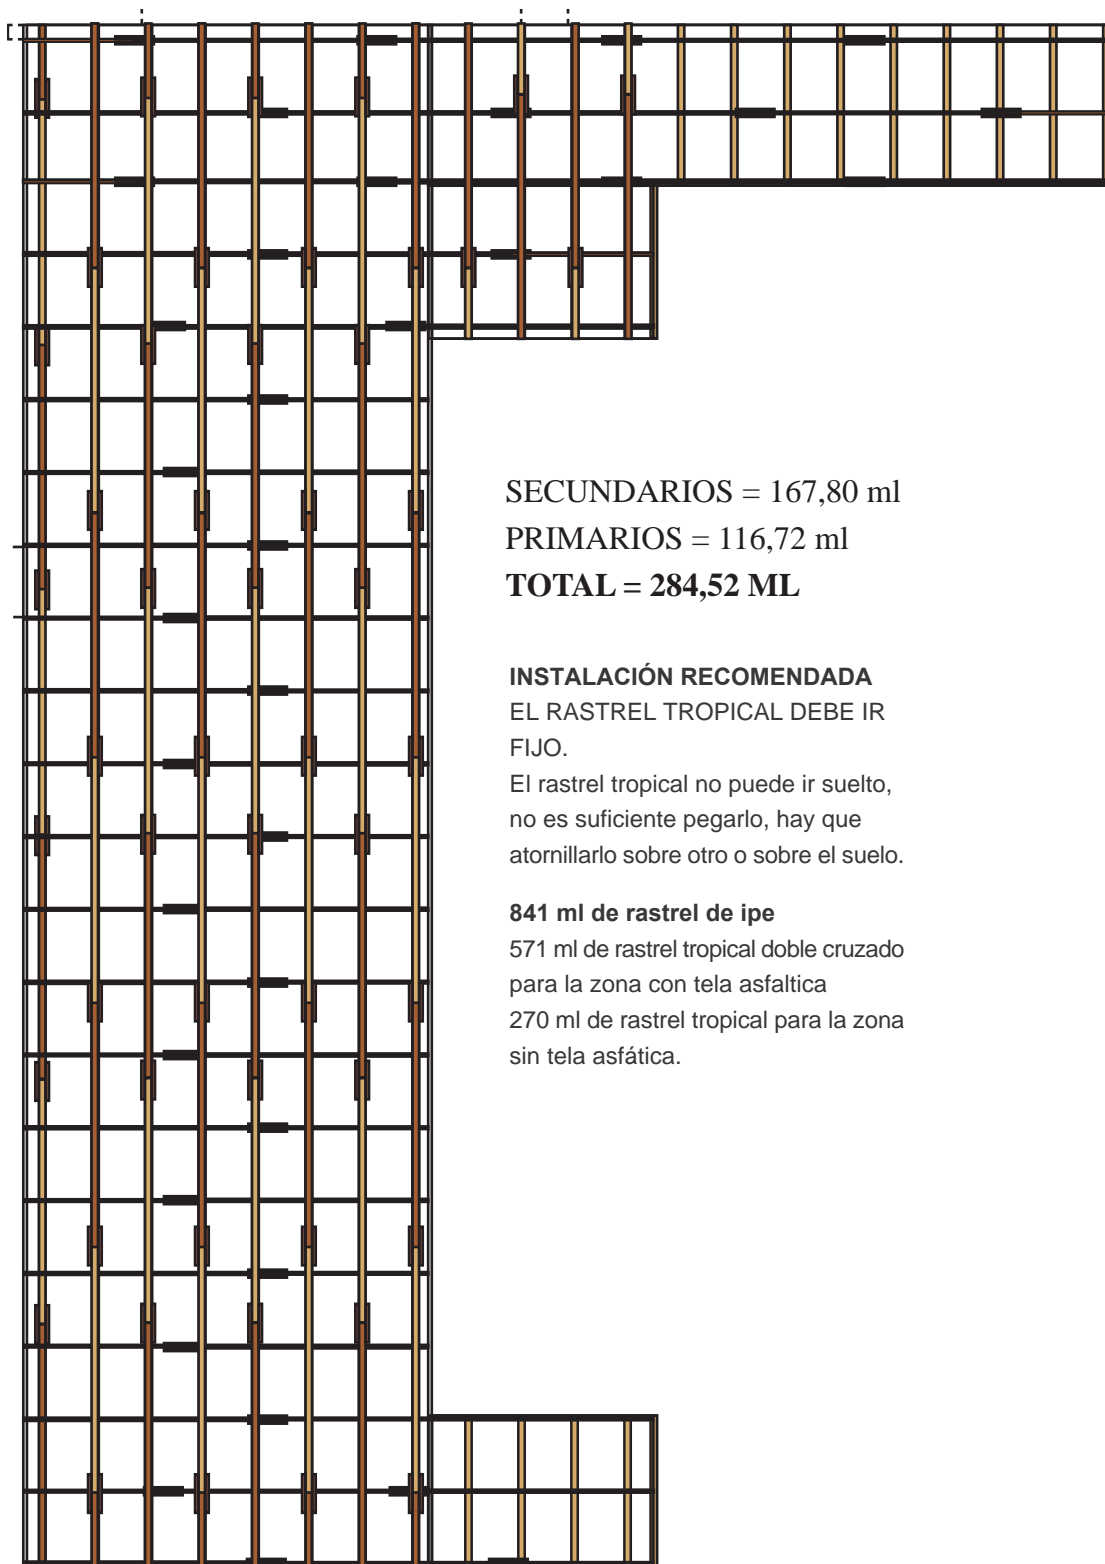 SECUNDARIOS = 167,80 ml
PRIMARIOS = 116,72 ml
TOTAL = 284,52 ML
INSTALACIÓN RECOMENDADA
EL RASTREL TROPICAL DEBE IR
FIJO.
El rastrel tropical no puede ir suelto,
no es suficiente pegarlo, hay que
atornillarlo sobre otro o sobre el suelo.
841 ml de rastrel de ipe
571 ml de rastrel tropical doble cruzado
para la zona con tela asfaltica
270 ml de rastrel tropical para la zona
sin tela asfática.